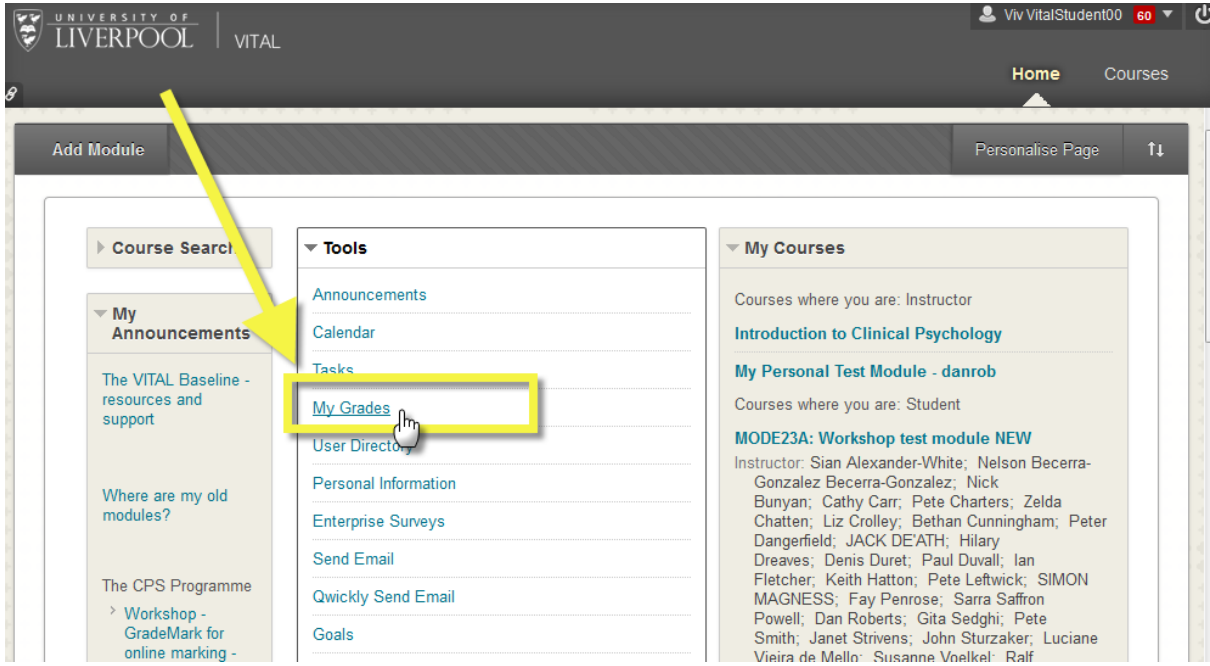 UNIVERSITY OF
LIVERPOOL
VITAL
Viv VitalStudent00 60
Home Courses
Add Module
Personalise Page
Course Search
My
Announcements
The VITAL Baseline -
resources and
support
Where are my old
modules?
The CPS Programme
Workshop -
GradeMark for
online marking -
Tools
Announcements
Calendar
Tasks
My Grades
User Directory
Personal Information
Enterprise Surveys
Send Email
Qwickly Send Email
Goals
My Courses
Courses where you are: Instructor
Introduction to Clinical Psychology
My Personal Test Module - danrob
Courses where you are: Student
MODE23A: Workshop test module NEW
Instructor: Sian Alexander-White; Nelson Becerra-
Gonzalez Becerra-Gonzalez; Nick
Bunyan; Cathy Carr; Pete Charters; Zelda
Chatten; Liz Crolley; Bethan Cunningham; Peter
Dangerfield; JACK DE'ATH; Hilary
Dreaves; Denis Duret; Paul Duvall; Ian
Fletcher; Keith Hatton; Pete Leftwick; SIMON
MAGNESS; Fay Penrose; Sarra Saffron
Powell; Dan Roberts; Gita Sedghi; Pete
Smith; Janet Strivens; John Sturzaker; Luciane
Vieira de Mello; Susanne Voelkel; Ralf